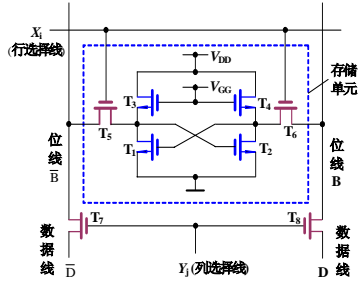 Xi
(行选择线)
VDD
VGG
存储
单元
T3
T4
T5
T6
T1
T2
位
线
B̅
位
线
B
T7
T8
数
据
线
D̅
Yj (列选择线)
数
据
线
D